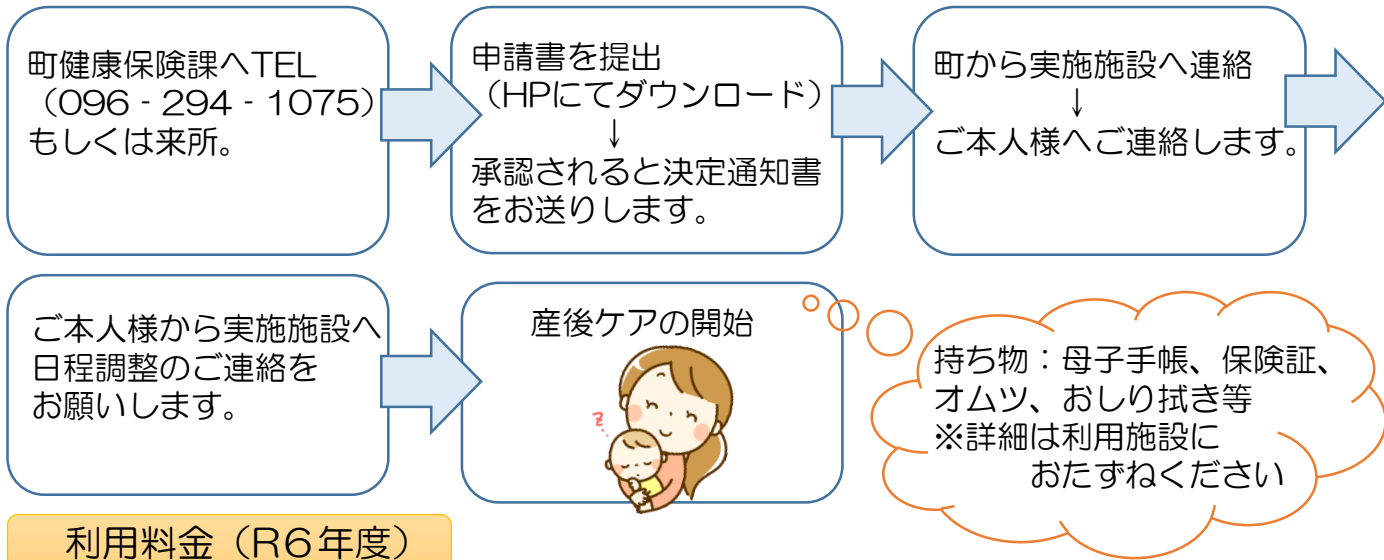 町健康保険課へTEL
（096‐294‐1075）
もしくは来所。
申請書を提出
（HPにてダウンロード）
↓
承認されると決定通知書
をお送りします。
町から実施施設へ連絡
↓
ご本人様へご連絡します。
ご本人様から実施施設へ
日程調整のご連絡を
お願いします。
産後ケアの開始
z...
持ち物：母子手帳、保険証、
オムツ、おしり拭き等
※詳細は利用施設に
おたずねください
利用料金（R６年度）